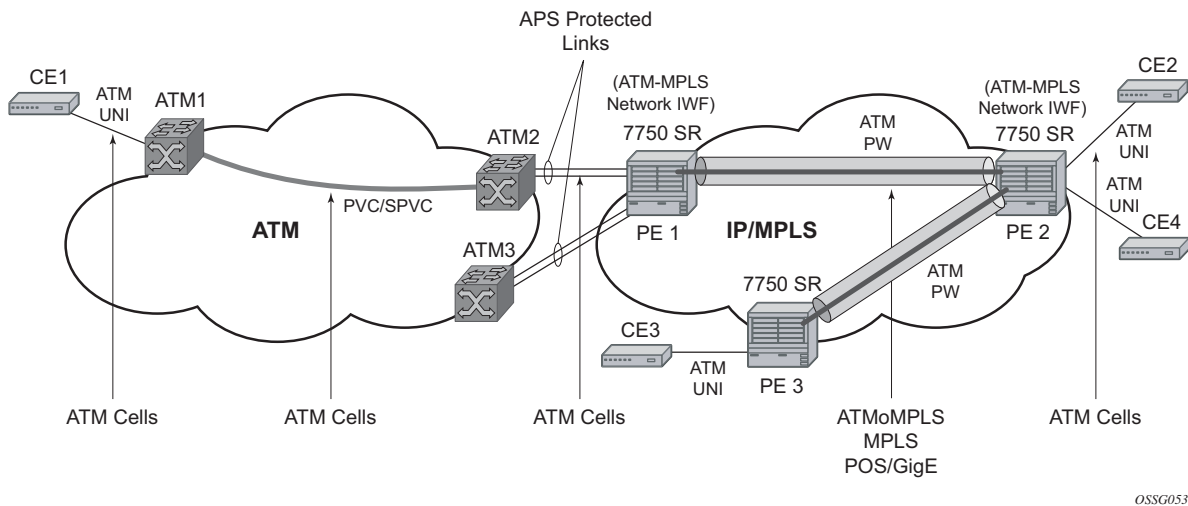 APS Protected
Links
CE1
ATM
UNI
ATM1
ATM2
(ATM-MPLS
Network IWF)
7750 SR
ATM
PW
(ATM-MPLS
Network IWF)
7750 SR
CE2
ATM
UNI
ATM
UNI
CE4
PVC/SPVC
ATM
PE 1
IP/MPLS
PE 2
ATM3
ATM
PW
7750 SR
CE3
ATM
UNI
PE 3
ATM Cells
ATM Cells
ATM Cells
ATMoMPLS
MPLS
POS/GigE
ATM Cells
OSSG053